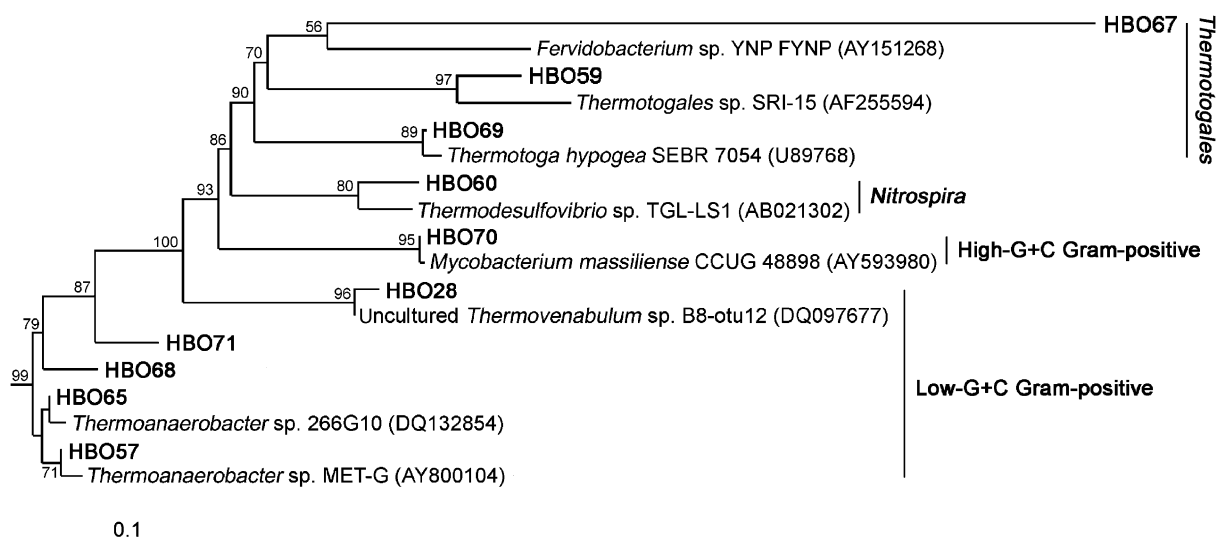 56
HBO67
Thermotogales
Fervidobacterium sp. YNP FYNP (AY151268)
70
97
HBO59
90
Thermotogales sp. SRI-15 (AF255594)
89
HBO69
86
Thermotoga hypogea SEBR 7054 (U89768)
93
80
HBO60
Nitrospira
Thermodesulfovibrio sp. TGL-LS1 (AB021302)
100
95
HBO70
High-G+C Gram-positive
Mycobacterium massiliense CCUG 48898 (AY593980)
87
96
HBO28
Uncultured Thermovenabulum sp. B8-otu12 (DQ097677)
79
HBO71
99
HBO68
Low-G+C Gram-positive
HBO65
Thermoanaerobacter sp. 266G10 (DQ132854)
HBO57
71
Thermoanaerobacter sp. MET-G (AY800104)
0.1